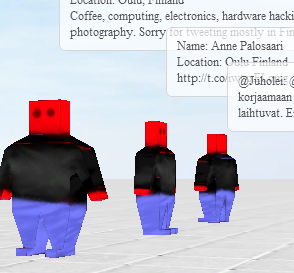 Location: Oulu, Finland
Coffee, computing, electronics, hardware hacki
photography. Sorry for tweeting mostly in Fin
Name: Anne Palosaari
Location: Oulu Finland
http://t.co/
@Juholei: @
korjaamaan
laihtuvat. E